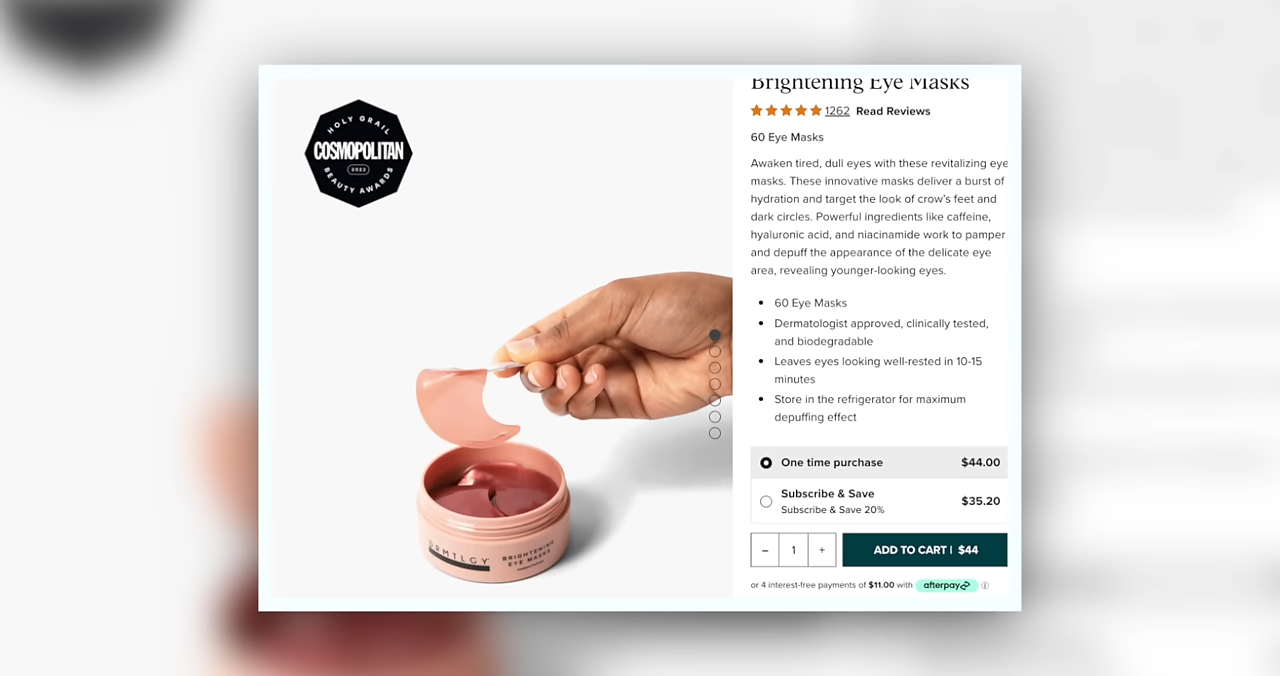 HOLY GRAIL
COSMOPOLITAN
2022
BEAUTY AWARDS
DRMTLGY
BRIGHTENING
EYE MASKS
Brightening Eye Masks
1262 Read Reviews
60 Eye Masks
Awaken tired, dull eyes with these revitalizing eye
masks. These innovative masks deliver a burst of
hydration and target the look of crow's feet and
dark circles. Powerful ingredients like caffeine,
hyaluronic acid, and niacinamide work to pamper
and depuff the appearance of the delicate eye
area, revealing younger-looking eyes.
• 60 Eye Masks
• Dermatologist approved, clinically tested,
and biodegradable
• Leaves eyes looking well-rested in 10-15
minutes
• Store in the refrigerator for maximum
depuffing effect
One time purchase $44.00
Subscribe & Save
Subscribe & Save 20% $35.20
– 1 + ADD TO CART | $44
or 4 interest-free payments of $11.00 with afterpay